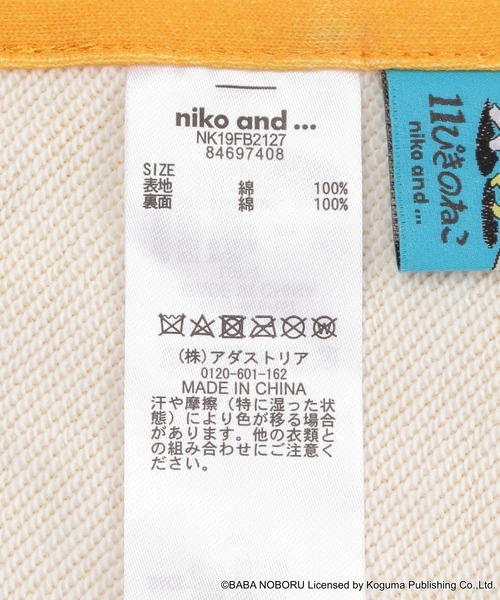 niko and ...
NK19FB2127
84697408
SIZE
表地 綿 100%
裏面 綿 100%
(株)アダストリア
0120-601-162
MADE IN CHINA
汗や摩擦（特に湿った状
態）により色が移る場合
があります。他の衣類と
の組み合わせにご注意く
ださい。
11ぴきのねこ
niko and ...
©BABA NOBORU Licensed by Koguma Publishing Co.,Ltd.